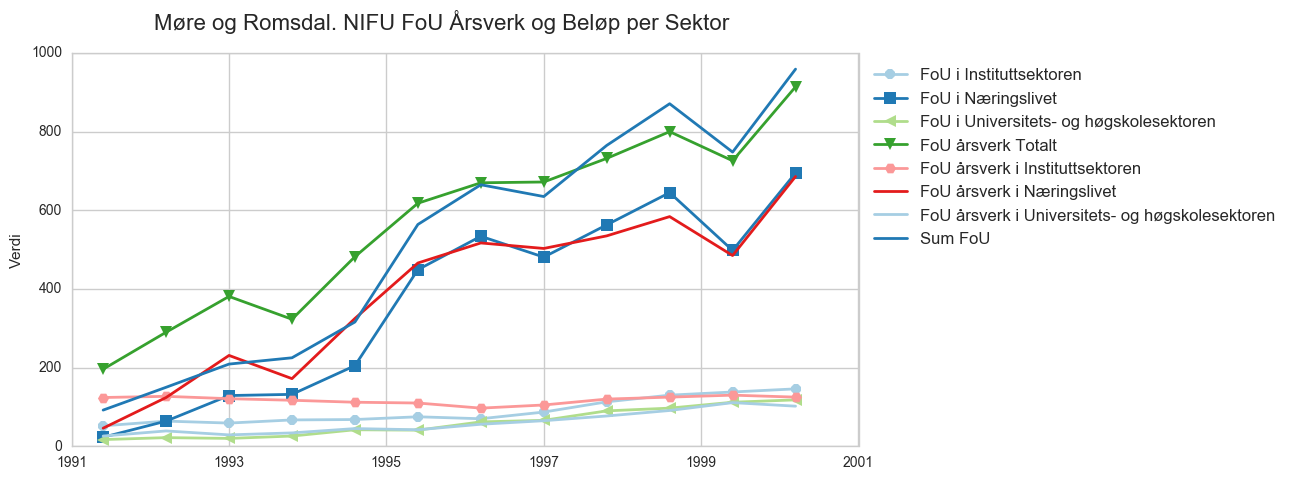 Møre og Romsdal. NIFU FoU Årsverk og Beløp per Sektor
1000
800
600
400
200
0
Verdi
1991
1993
1995
1997
1999
2001
FoU i Instituttsektoren
FoU i Næringslivet
FoU i Universitets- og høgskolesektoren
FoU årsverk Totalt
FoU årsverk i Instituttsektoren
FoU årsverk i Næringslivet
FoU årsverk i Universitets- og høgskolesektoren
Sum FoU